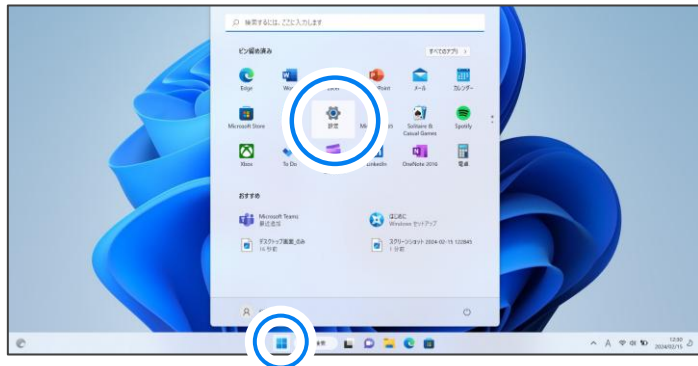 検索するには、ここに入力します
ピン留め済み
すべてのアプリ >
Edge
カレンダー
Microsoft Store
設定
Solitaire &
Casual Games
Spotify
Xbox
To Do
LinkedIn
OneNote 2016
電卓
おすすめ
Microsoft Teams
最近追加
はじめに
Windows セットアップ
デスクトップ画面_のみ
16 分前
スクリーンショット 2024-02-15 122845
1 分前
A
2024/02/15